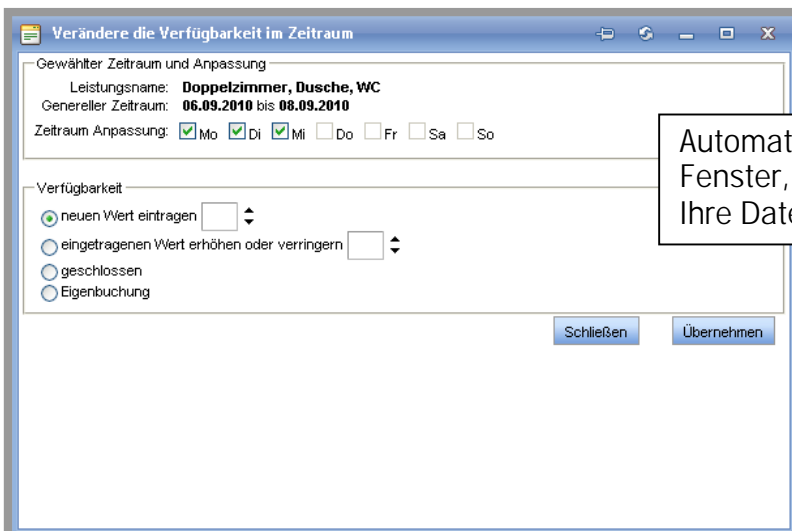 Verändere die Verfügbarkeit im Zeitraum
Gewählter Zeitraum und Anpassung
Leistungsname: Doppelzimmer, Dusche, WC
Genereller Zeitraum: 06.09.2010 bis 08.09.2010
Zeitraum Anpassung: Mo Di Mi Do Fr Sa So
Automat
Fenster,
Ihre Date
Verfügbarkeit
neuen Wert eintragen
eingetragenen Wert erhöhen oder verringern
geschlossen
Eigenbuchung
Schließen Übernehmen